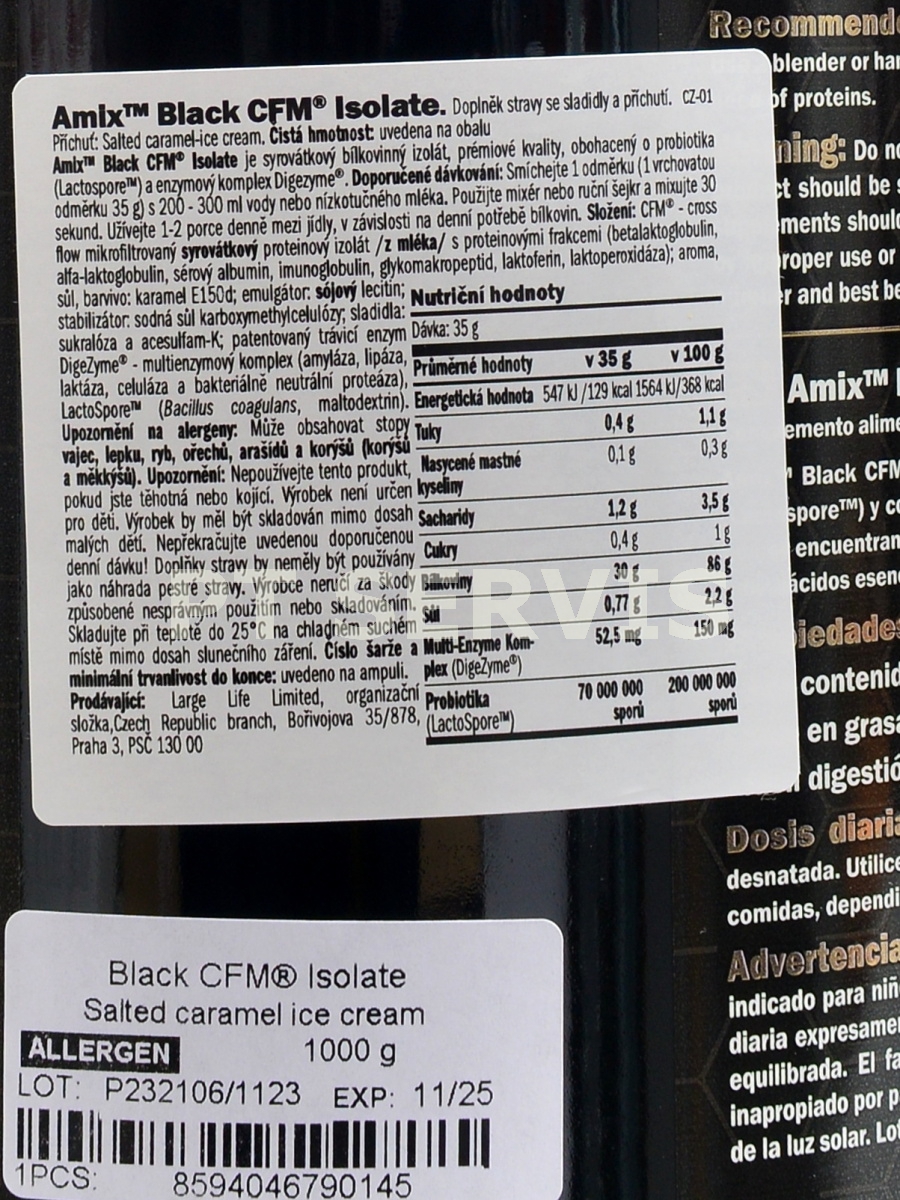 Amix™ Black CFM® Isolate. Doplněk stravy se sladidly a příchutí. CZ-01
Příchuť: Salted caramel-ice cream. Čistá hmotnost: uvedena na obalu
Amix™ Black CFM® Isolate je syrovátkový bílkovinný izolát, prémiové kvality, obohacený o probiotika
(Lactospore™) a enzymový komplex Digezyme®. Doporučené dávkování: Smíchejte 1 odměrku (1 vrchovatou
odměrku 35 g) s 200 - 300 ml vody nebo nízkotučného mléka. Použijte mixér nebo ruční šejkr a mixujte 30
sekund. Užívejte 1-2 porce denně mezi jídly, v závislosti na denní potřebě bílkovin. Složení: CFM® - cross
flow mikrofiltrovaný syrovátkový proteinový izolát /z mléka/ s proteinovými frakcemi (betalaktoglobulin,
alfa-laktoglobulin, sérový albumin, imunoglobulin, glykomakropeptid, laktoferin, laktoperoxidáza); aroma,
sůl, barvivo: karamel E150d; emulgátor: sójový lecitin;
stabilizátor: sodná sůl karboxymethylcelulózy; sladidla:
sukralóza a acesulfam-K; patentovaný trávicí enzym
DigeZyme® - multienzymový komplex (amyláza, lipáza,
laktáza, celuláza a bakteriálně neutrální proteáza),
LactoSpore™ (Bacillus coagulans, maltodextrin).
Upozornění na alergeny: Může obsahovat stopy
vajec, lepku, ryb, ořechů, arašídů a korýšů (korýšů
a měkkýšů). Upozornění: Nepoužívejte tento produkt,
pokud jste těhotná nebo kojící. Výrobek není určen
pro děti. Výrobek by měl být skladován mimo dosah
malých dětí. Nepřekračujte uvedenou doporučenou
denní dávku! Doplňky stravy by neměly být používány
jako náhrada pestré stravy. Výrobce neručí za škody
způsobené nesprávným použitím nebo skladováním.
Skladujte při teplotě do 25°C na chladném suchém
místě mimo dosah slunečního záření. Číslo šarže a
minimální trvanlivost do konce: uvedeno na ampuli.
Prodávající: Large Life Limited, organizační
složka,Czech Republic branch, Bořivojova 35/878,
Praha 3, PSČ 130 00
Nutriční hodnoty
Dávka: 35 g
Průměrné hodnoty v 35 g v 100 g
Energetická hodnota 547 kJ /129 kcal 1564 kJ/368 kcal
Tuky 0,4 g 1,1 g
Nasycené mastné kyseliny 0,1 g 0,3 g
Sacharidy 1,2 g 3,5 g
Cukry 0,4 g 1 g
Bílkoviny 30 g 86 g
Sůl 0,77 g 2,2 g
Multi-Enzyme Kom-
plex (DigeZyme®) 52,5 mg 150 mg
Probiotika
(LactoSpore™) 70 000 000 sporů 200 000 000 sporů
SERVIS
Black CFM® Isolate
Salted caramel ice cream
ALLERGEN 1000 g
LOT: P232106/1123 EXP: 11/25
1PCS: 8594046790145
Recommende
blender or ha
of proteins.
ning: Do n
ct should be
ments shoul
roper use or
r and best be
Amix™
emento alime
Black CFM
spore™) y c
encuentran
ácidos esen
iedades
contenid
en gras
digestió
Dosis diaria
desnatada. Utilice
comidas, dependi
Advertencia
indicado para niñ
diaria expresame
equilibrada. El fa
inapropiado por p
de la luz solar. Lo